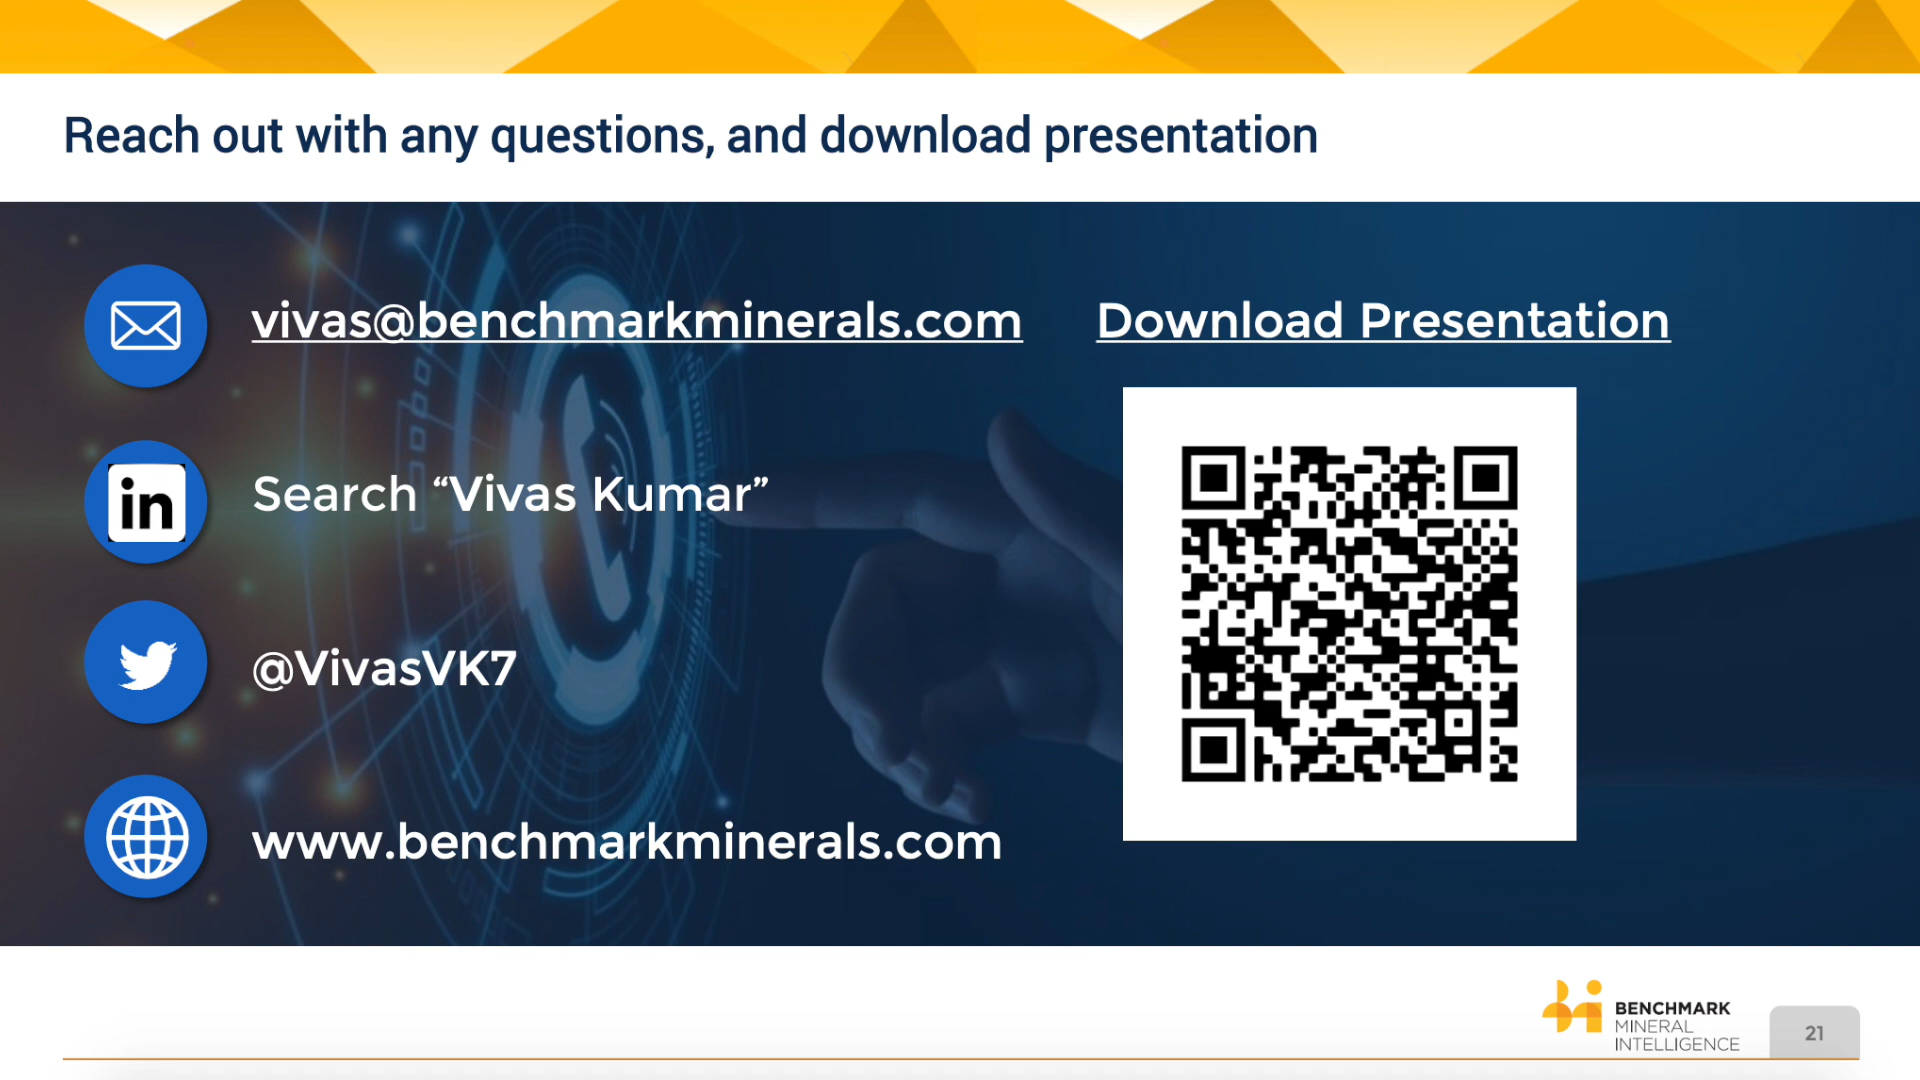 Reach out with any questions, and download presentation
vivas@benchmarkminerals.com
Download Presentation
in
Search “Vivas Kumar”
@VivasVK7
www.benchmarkminerals.com
BENCHMARK
MINERAL
INTELLIGENCE
21